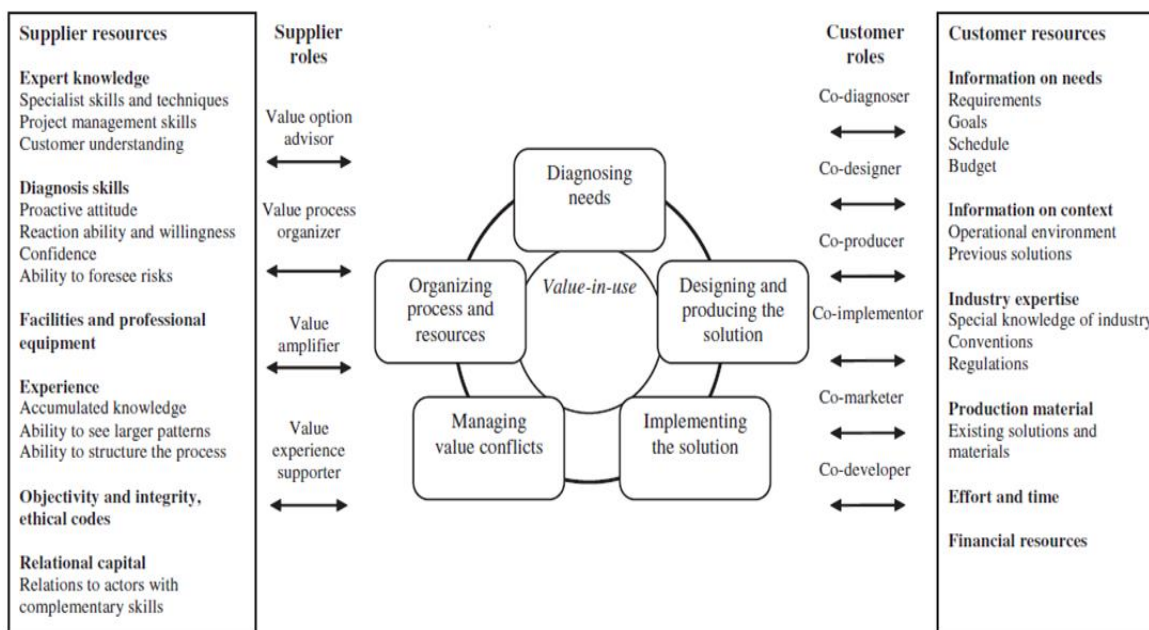 Supplier resources
Expert knowledge
Specialist skills and techniques
Project management skills
Customer understanding
Diagnosis skills
Proactive attitude
Reaction ability and willingness
Confidence
Ability to foresee risks
Facilities and professional
equipment
Experience
Accumulated knowledge
Ability to see larger patterns
Ability to structure the process
Objectivity and integrity,
ethical codes
Relational capital
Relations to actors with
complementary skills
Supplier
roles
Value option
advisor
Value process
organizer
Value
amplifier
Value
experience
supporter
Diagnosing
needs
Organizing
process and
resources
Value-in-use
Designing and
producing the
solution
Managing
value conflicts
Implementing
the solution
Customer
roles
Co-diagnoser
Co-designer
Co-producer
Co-implementor
Co-marketer
Co-developer
Customer resources
Information on needs
Requirements
Goals
Schedule
Budget
Information on context
Operational environment
Previous solutions
Industry expertise
Special knowledge of industry
Conventions
Regulations
Production material
Existing solutions and
materials
Effort and time
Financial resources